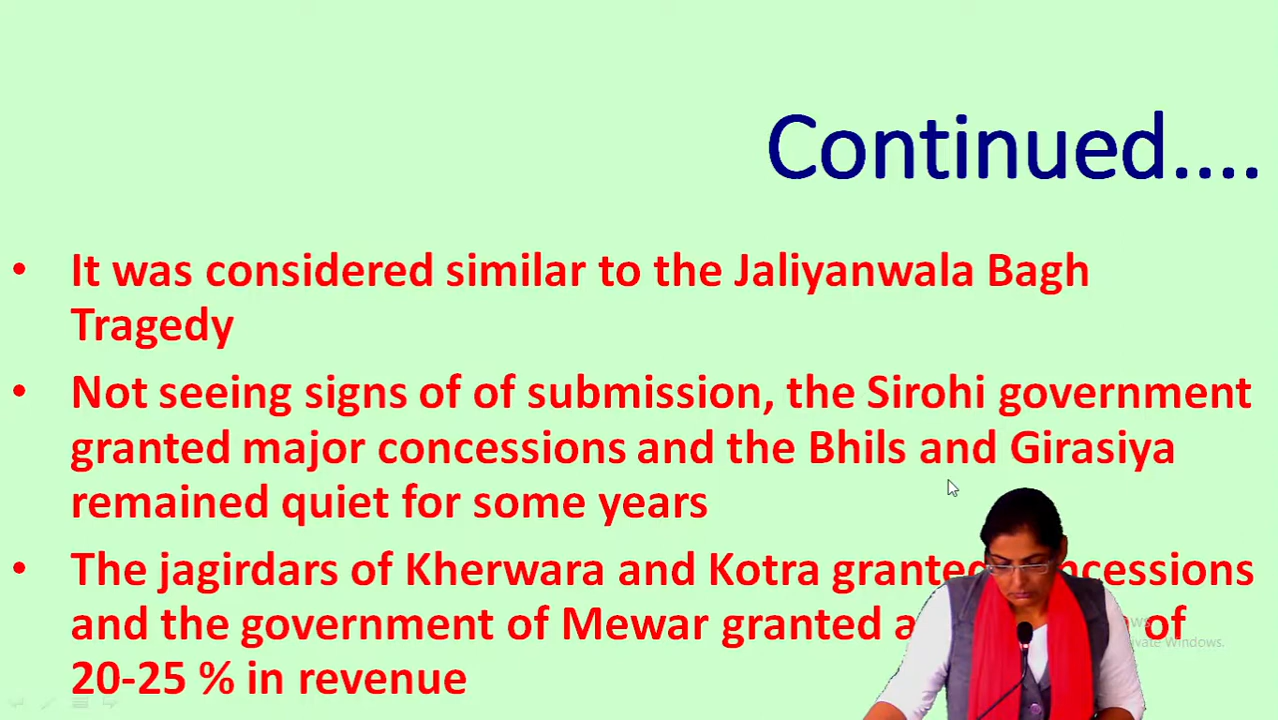 Continued....
• It was considered similar to the Jaliyanwala Bagh
Tragedy
• Not seeing signs of of submission, the Sirohi government
granted major concessions and the Bhils and Girasiya
remained quiet for some years
• The jagirdars of Kherwara and Kotra granted
and the government of Mewar granted of
20-25 % in revenue
Windows.